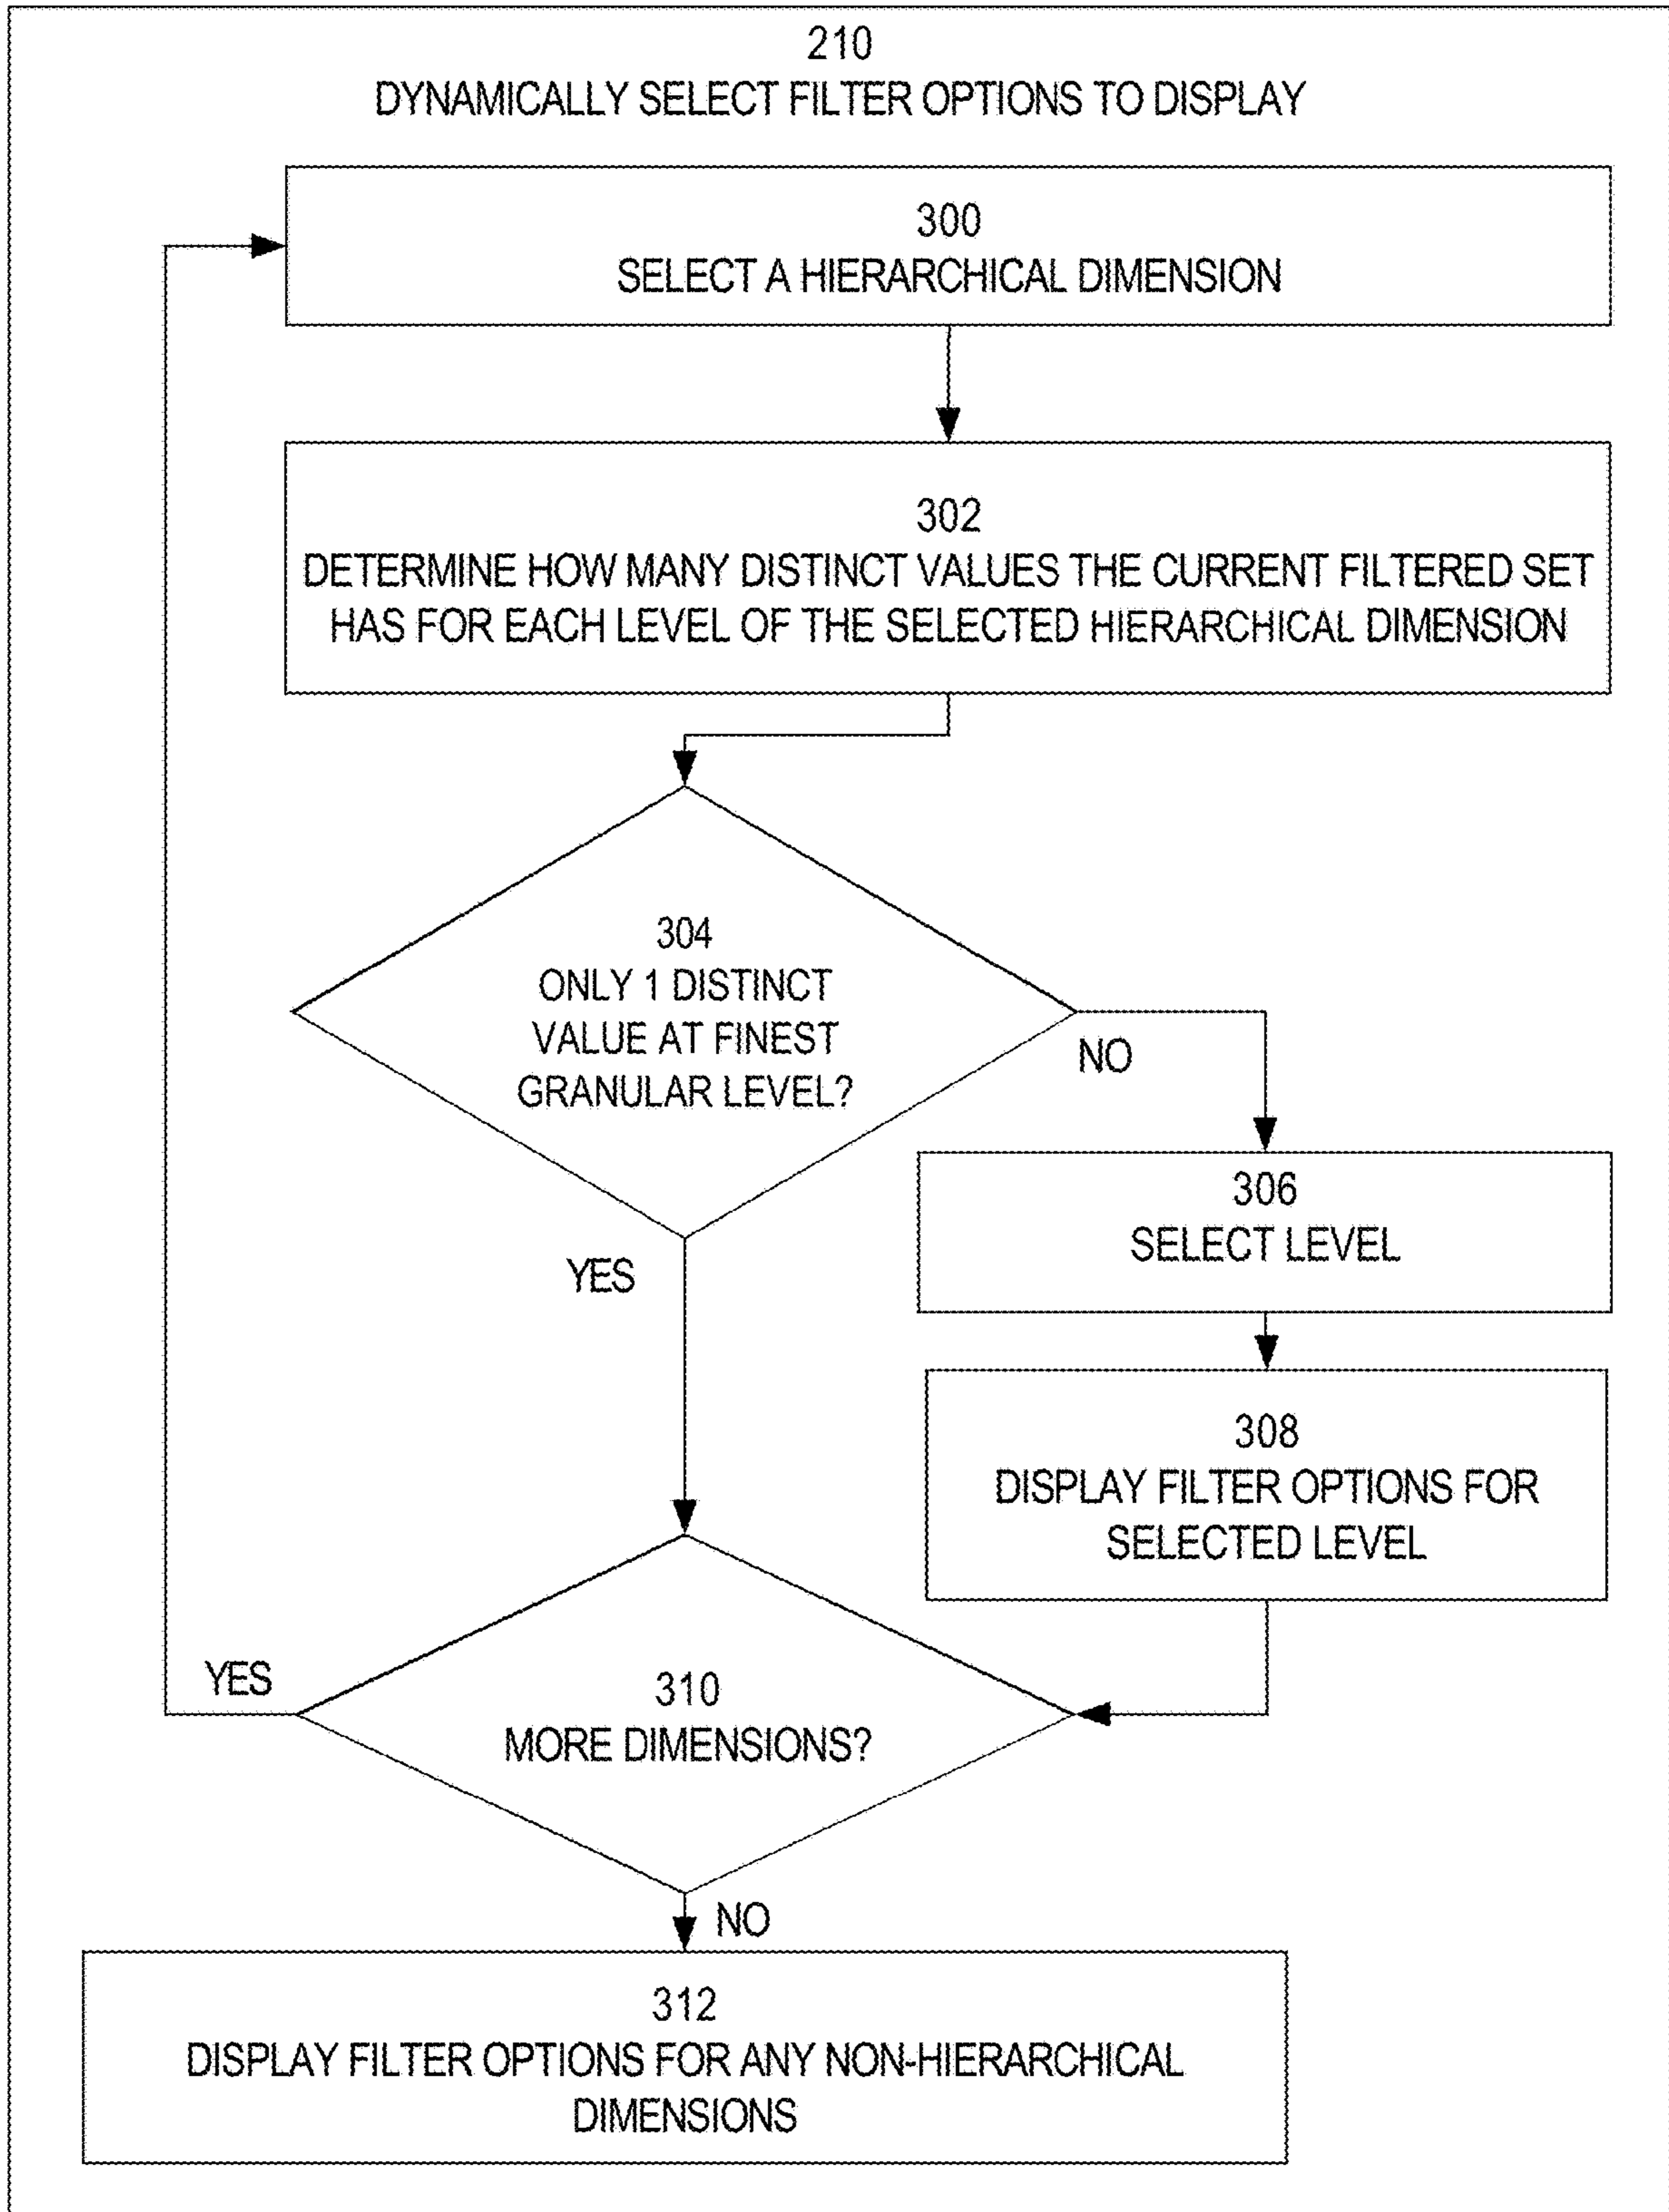 210
DYNAMICALLY SELECT FILTER OPTIONS TO DISPLAY
300
SELECT A HIERARCHICAL DIMENSION
302
DETERMINE HOW MANY DISTINCT VALUES THE CURRENT FILTERED SET
HAS FOR EACH LEVEL OF THE SELECTED HIERARCHICAL DIMENSION
304
ONLY 1 DISTINCT
VALUE AT FINEST
GRANULAR LEVEL?
NO
YES
306
SELECT LEVEL
308
DISPLAY FILTER OPTIONS FOR
SELECTED LEVEL
YES
310
MORE DIMENSIONS?
NO
312
DISPLAY FILTER OPTIONS FOR ANY NON-HIERARCHICAL
DIMENSIONS